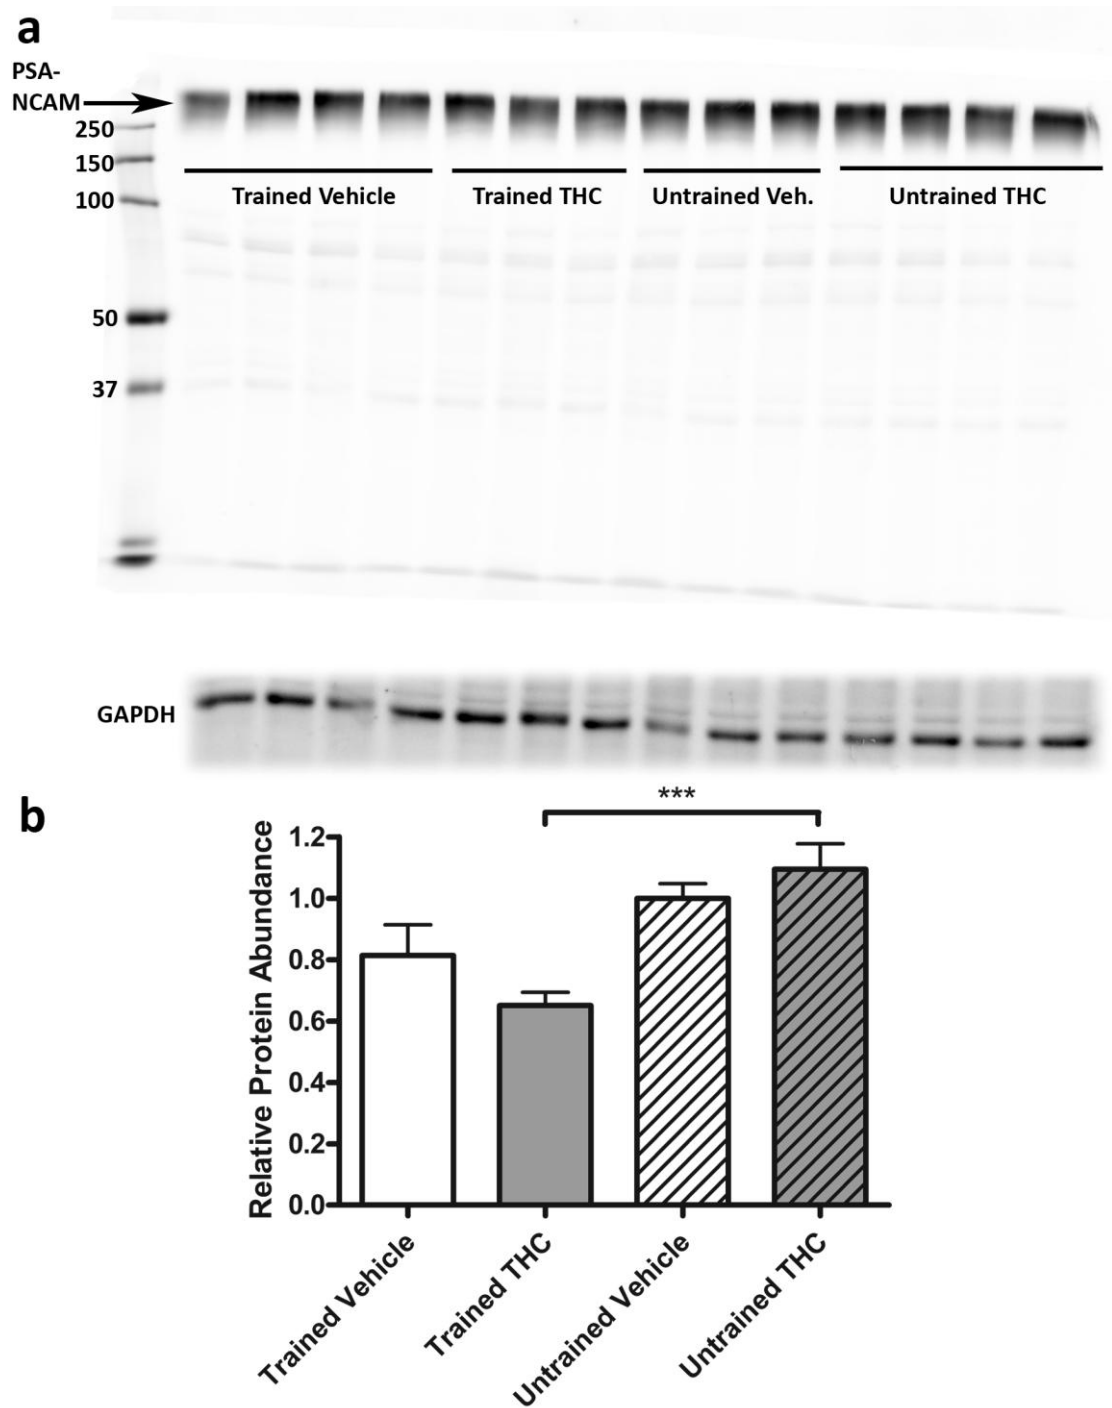 a
PSA-
NCAM
250
150
100
50
37
Trained Vehicle
Trained THC
Untrained Veh.
Untrained THC
GAPDH
b
***
Relative Protein Abundance
1.2
1.0
0.8
0.6
0.4
0.2
0.0
Trained Vehicle
Trained THC
Untrained Vehicle
Untrained THC